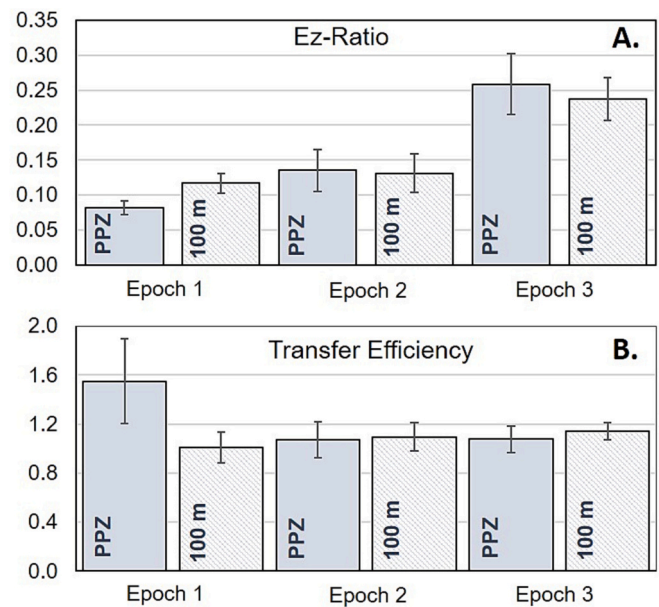 0.35
Ez-Ratio
A.
0.30
0.25
0.20
0.15
0.10
0.05
0.00
PPZ
100 m
PPZ
100 m
PPZ
100 m
Epoch 1
Epoch 2
Epoch 3
2.0
Transfer Efficiency
B.
1.6
1.2
0.8
0.4
0.0
PPZ
100 m
PPZ
100 m
PPZ
100 m
Epoch 1
Epoch 2
Epoch 3